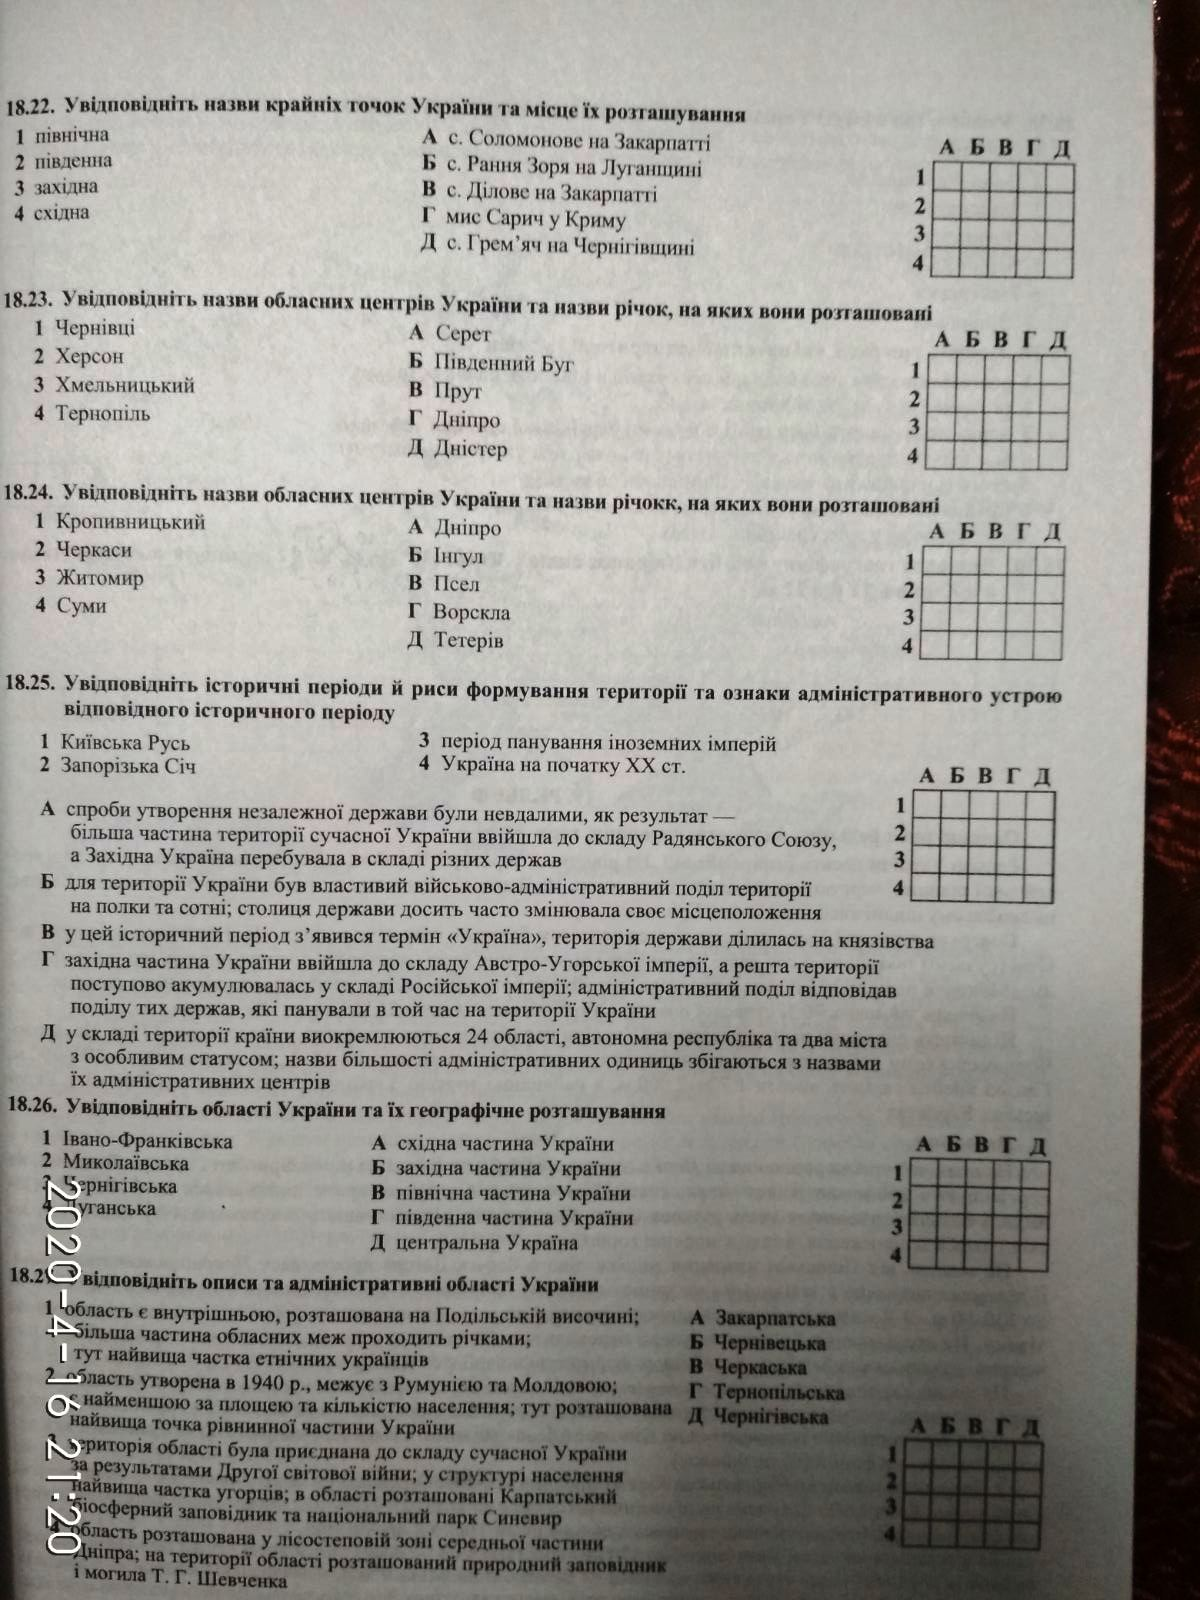 18.22. Увідповідніть назви крайніх точок України та місце їх розташування
1 північна
2 південна
3 західна
4 східна
А с. Соломонове на Закарпатті
Б с. Рання Зоря на Луганщині
В с. Ділове на Закарпатті
Г мис Сарич у Криму
Д с. Грем’яч на Чернігівщині
А Б В Г Д
1
2
3
4
18.23. Увідповідніть назви обласних центрів України та назви річок, на яких вони розташовані
1 Чернівці
2 Херсон
3 Хмельницький
4 Тернопіль
А Серет
Б Південний Буг
В Прут
Г Дніпро
Д Дністер
А Б В Г Д
1
2
3
4
18.24. Увідповідніть назви обласних центрів України та назви річокк, на яких вони розташовані
1 Кропивницький
2 Черкаси
3 Житомир
4 Суми
А Дніпро
Б Інгул
В Псел
Г Ворскла
Д Тетерів
А Б В Г Д
1
2
3
4
18.25. Увідповідніть історичні періоди й риси формування території та ознаки адміністративного устрою
відповідного історичного періоду
1 Київська Русь
2 Запорізька Січ
3 період панування іноземних імперій
4 Україна на початку ХХ ст.
А спроби утворення незалежної держави були невдалими, як результат —
більша частина території сучасної України ввійшла до складу Радянського Союзу,
а Західна Україна перебувала в складі різних держав
Б для території України був властивий військово-адміністративний поділ території
на полки та сотні; столиця держави досить часто змінювала своє місцеположення
В у цей історичний період з’явився термін «Україна», територія держави ділилась на князівства
Г західна частина України ввійшла до складу Австро-Угорської імперії, а решта території
поступово акумулювалась у складі Російської імперії; адміністративний поділ відповідав
поділу тих держав, які панували в той час на території України
Д у складі території країни виокремлюються 24 області, автономна республіка та два міста
з особливим статусом; назви більшості адміністративних одиниць збігаються з назвами
їх адміністративних центрів
А Б В Г Д
1
2
3
4
18.26. Увідповідніть області України та їх географічне розташування
1 Івано-Франківська
2 Миколаївська
3 Чернігівська
4 Луганська
А східна частина України
Б західна частина України
В північна частина України
Г південна частина України
Д центральна Україна
А Б В Г Д
1
2
3
4
18.27. Увідповідніть описи та адміністративні області України
1 область є внутрішньою, розташована на Подільській височині;
більша частина обласних меж проходить річками;
тут найвища частка етнічних українців
2 область утворена в 1940 р., межує з Румунією та Молдовою;
є найменшою за площею та кількістю населення; тут розташована
найвища точка рівнинної частини України
3 територія області була приєднана до складу сучасної України
за результатами Другої світової війни; у структурі населення
найвища частка угорців; в області розташовані Карпатський
біосферний заповідник та національний парк Синевир
4 область розташована у лісостеповій зоні середньої частини
Дніпра; на території області розташований природний заповідник
і могила Т. Г. Шевченка
А Закарпатська
Б Чернівецька
В Черкаська
Г Тернопільська
Д Чернігівська
А Б В Г Д
1
2
3
4
2020-4-16 21:20